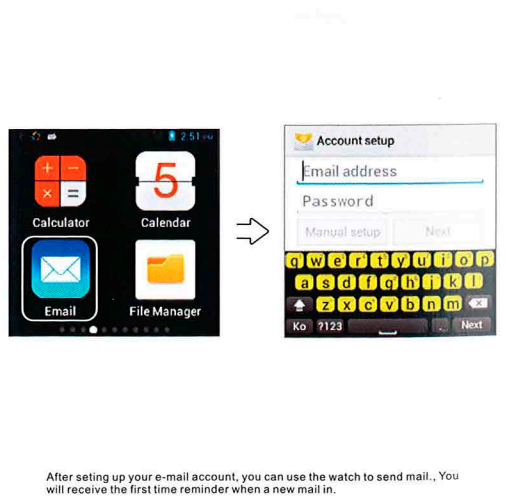 2:51 PM
Calculator
5
Calendar
Email
File Manager
Account setup
Email address
Password
Manual setup Next
q w e r t y u i o p
a s d f g h j k l
z x c v b n m
Ko ?123 . Next
After seting up your e-mail account, you can use the watch to send mail., You
will receive the first time reminder when a new mail in.